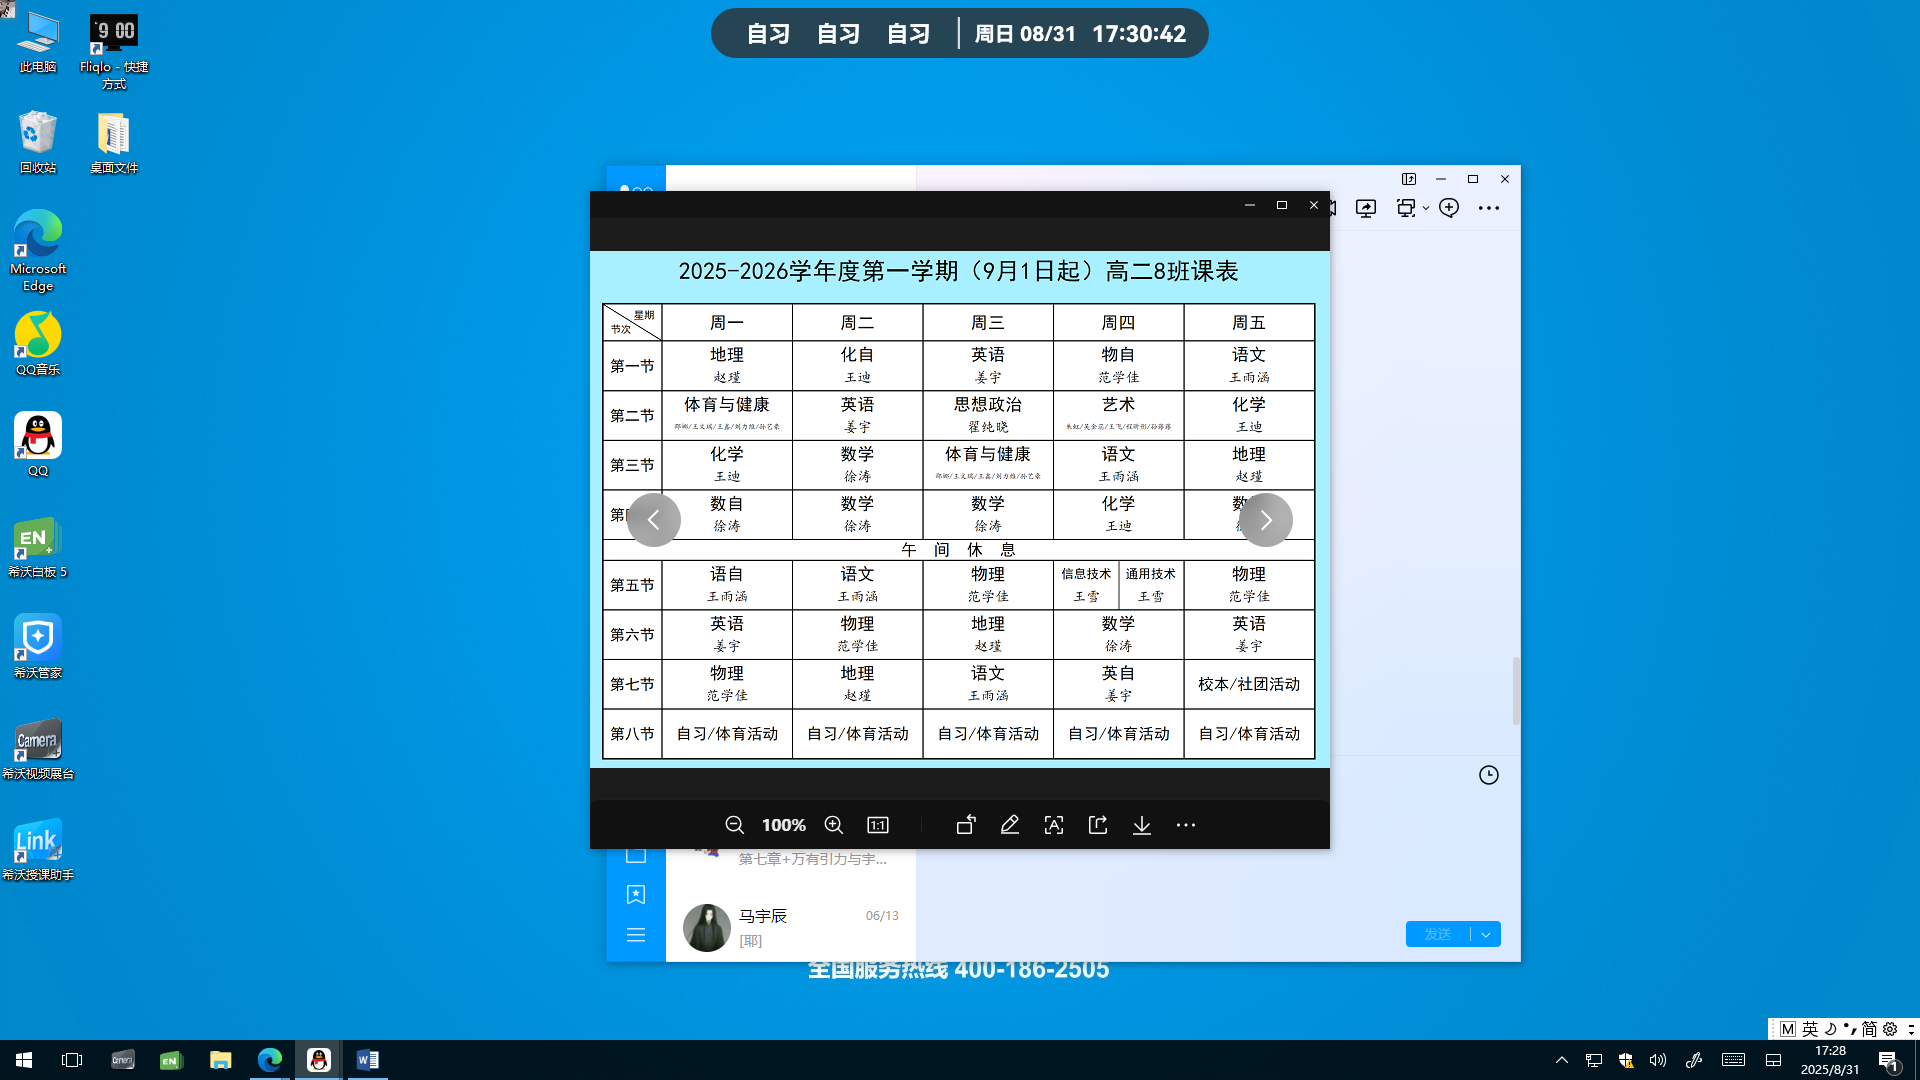 自习 自习 自习 周日 08/31 17:30:42
此电脑
Fliqlo - 快捷方式
回收站
桌面文件
Microsoft Edge
QQ音乐
QQ
EN
希沃白板 5
希沃管家
Camera
希沃视频展台
Link
希沃授课助手
2025-2026学年度第一学期（9月1日起）高二8班课表
星期 节次 周一 周二 周三 周四 周五
第一节 地理 化自 英语 物自 语文
赵瑾 王迪 姜宇 范学佳 王雨涵
第二节 体育与健康 英语 思想政治 艺术 化学
姜宇 翟纯晓 王迪
第三节 化学 数学 体育与健康 语文 地理
王迪 徐涛 王雨涵 赵瑾
第 数自 数学 数学 化学
徐涛 徐涛 徐涛 王迪
午 间 休 息
第五节 语自 语文 物理 信息技术 通用技术 物理
王雨涵 王雨涵 范学佳 王雪 王雪 范学佳
第六节 英语 物理 地理 数学 英语
姜宇 范学佳 赵瑾 徐涛 姜宇
第七节 物理 地理 语文 英自 校本/社团活动
范学佳 赵瑾 王雨涵 姜宇
第八节 自习/体育活动 自习/体育活动 自习/体育活动 自习/体育活动 自习/体育活动
100% 1:1
第七章+万有引力与宇...
马宇辰 06/13
[耶]
发送
全国服务热线 400-186-2505
M 英 简
17:28
2025/8/31
1